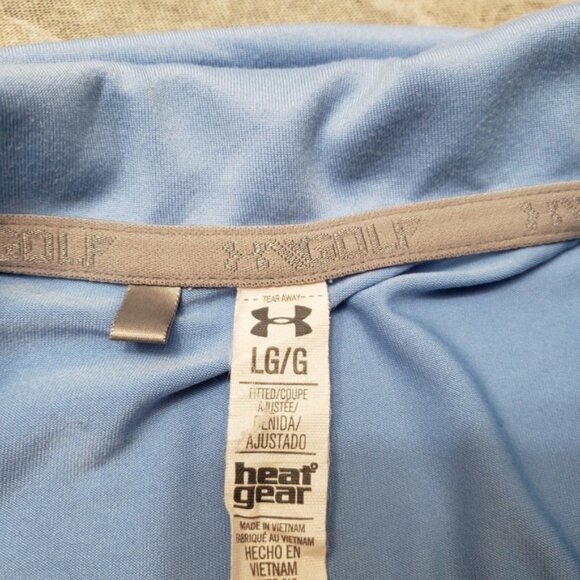 GOLF
GOLF
TEAR AWAY
LG/G
FITTED/COUPE
AJUSTÉE/
CEÑIDA/
AJUSTADO
heat
gear
MADE IN VIETNAM
FABRIQUÉ AU VIETNAM
HECHO EN
VIETNAM